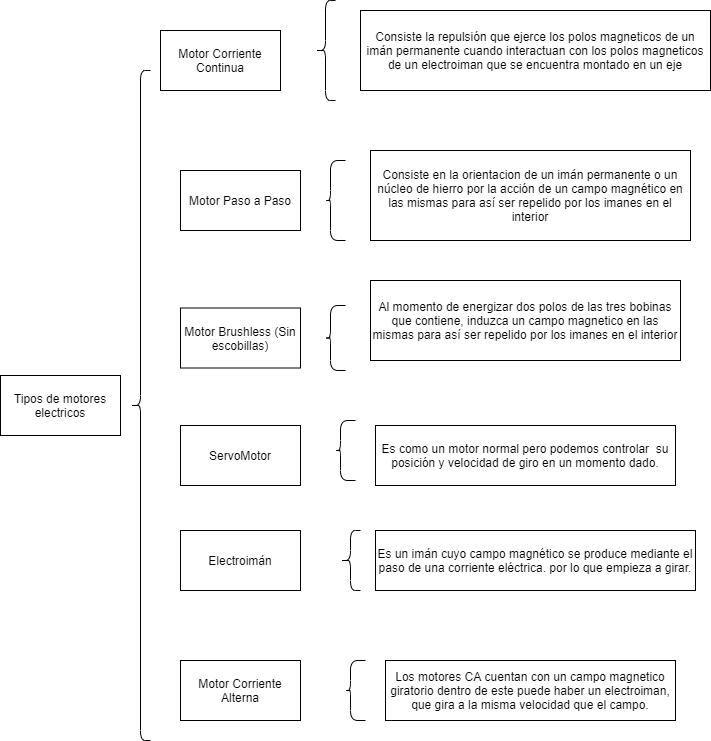 Motor Corriente
Continua
Consiste la repulsión que ejerce los polos magneticos de un
imán permanente cuando interactuan con los polos magneticos
de un electroiman que se encuentra montado en un eje
Motor Paso a Paso
Consiste en la orientacion de un imán permanente o un
núcleo de hierro por la acción de un campo magnético en
las mismas para así ser repelido por los imanes en el
interior
Motor Brushless (Sin
escobillas)
Al momento de energizar dos polos de las tres bobinas
que contiene, induzca un campo magnetico en las
mismas para así ser repelido por los imanes en el interior
Tipos de motores
electricos
ServoMotor
Es como un motor normal pero podemos controlar  su
posición y velocidad de giro en un momento dado.
Electroimán
Es un imán cuyo campo magnético se produce mediante el
paso de una corriente eléctrica. por lo que empieza a girar.
Motor Corriente
Alterna
Los motores CA cuentan con un campo magnetico
giratorio dentro de este puede haber un electroiman,
que gira a la misma velocidad que el campo.